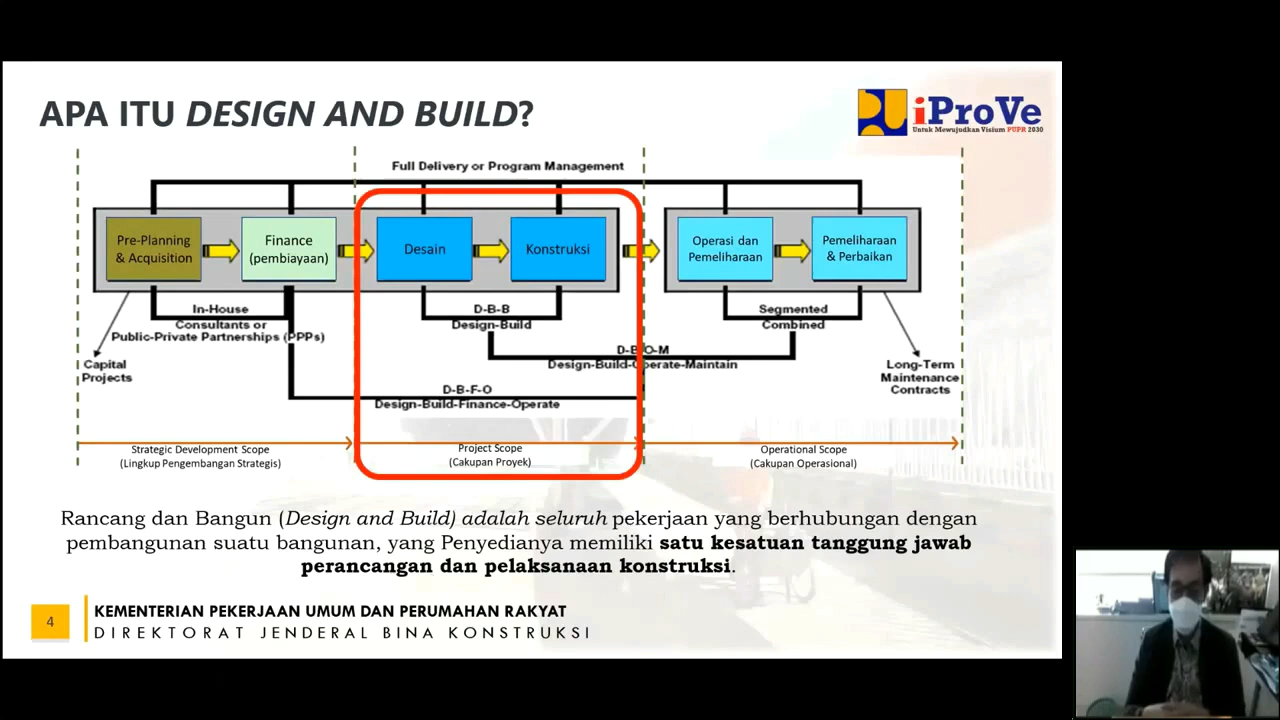 APA ITU DESIGN AND BUILD?
iProVe
Untuk Mewujudkan Visium PUPR 2030
Full Delivery or Program Management
Pre-Planning
& Acquisition
Finance
(pembiayaan)
Desain
Konstruksi
Operasi dan
Pemeliharaan
Pemeliharaan
& Perbaikan
In-House
Consultants or
Public-Private Partnerships (PPPs)
D-B-B
Design-Build
Segmented
Combined
D-B-O-M
Design-Build-Operate-Maintain
Capital
Projects
Long-Term
Maintenance
Contracts
D-B-F-O
Design-Build-Finance-Operate
Strategic Development Scope
(Lingkup Pengembangan Strategis)
Project Scope
(Cakupan Proyek)
Operational Scope
(Cakupan Operasional)
Rancang dan Bangun (Design and Build) adalah seluruh pekerjaan yang berhubungan dengan
pembangunan suatu bangunan, yang Penyedianya memiliki satu kesatuan tanggung jawab
perancangan dan pelaksanaan konstruksi.
4
KEMENTERIAN PEKERJAAN UMUM DAN PERUMAHAN RAKYAT
DIREKTORAT JENDERAL BINA KONSTRUKSI